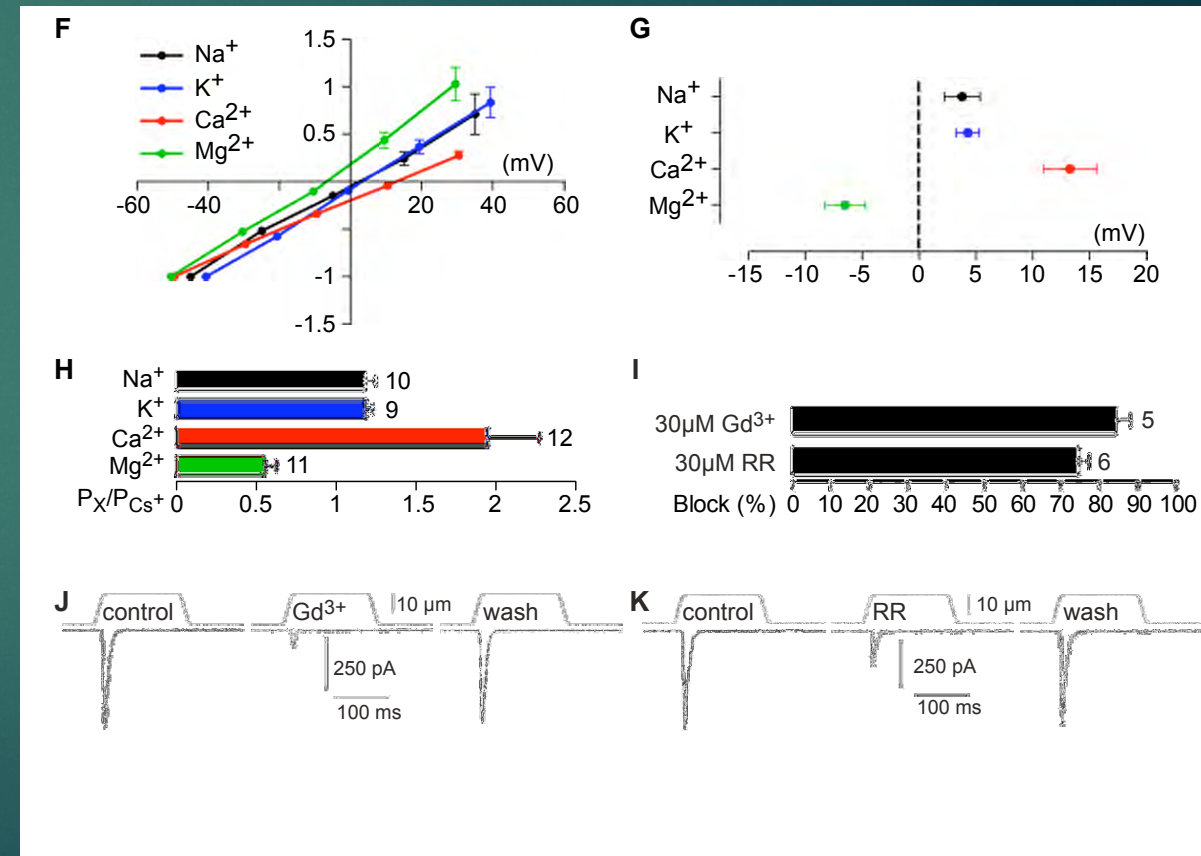 F
Na+
K+
Ca2+
Mg2+
1.5
1
0.5
-1
-1.5
(mV)
-60 -40 20 40 60
G
Na+
K+
Ca2+
Mg2+
(mV)
-15 -10 -5 0 5 10 15 20
H
Na+ 10
K+ 9
Ca2+ 12
Mg2+ 11
PX/PCs+ 0 0.5 1 1.5 2 2.5
I
30µM Gd3+ 5
30µM RR 6
Block (%) 0 10 20 30 40 50 60 70 80 90 100
J control Gd3+ 10 µm wash
250 pA
100 ms
K control RR 10 µm wash
250 pA
100 ms